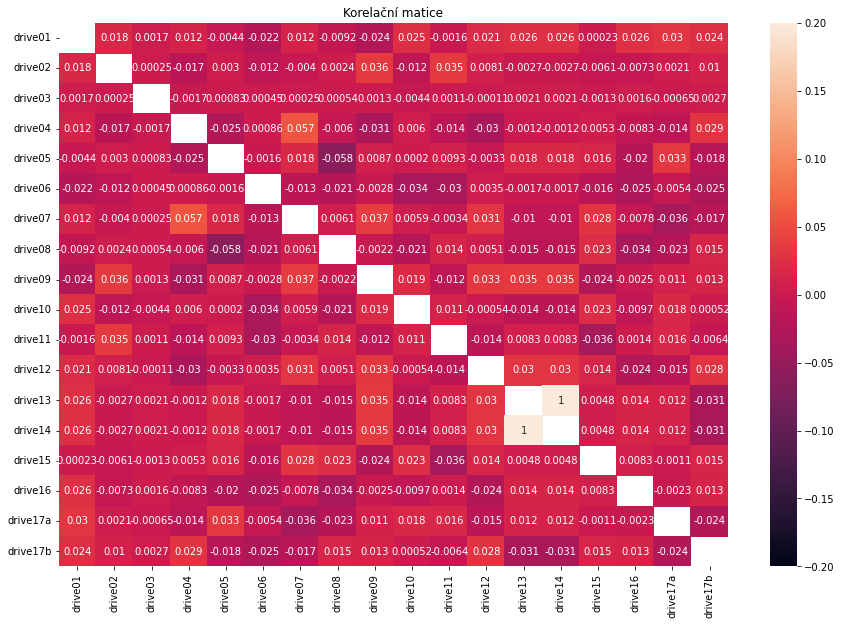 Korelační matice
drive01 0.018 0.0017 0.012 -0.0044 -0.022 0.012 -0.0092 -0.024 0.025 -0.0016 0.021 0.026 0.026 0.00023 0.026 0.03 0.024
drive02 0.018 0.00025 -0.017 0.003 -0.012 -0.004 0.0024 0.036 -0.012 0.035 0.0081 -0.0027 -0.0027 -0.0061 -0.0073 0.0021 0.01
drive03 0.0017 0.00025 -0.0017 0.00083 0.00045 0.00025 0.00054 0.0013 -0.0044 0.0011 -0.00011 0.0021 0.0021 -0.0013 0.0016 -0.00065 0.0027
drive04 0.012 -0.017 -0.0017 -0.025 0.00086 0.057 -0.006 -0.031 0.006 -0.014 -0.03 -0.0012 -0.0012 0.0053 -0.0083 -0.014 0.029
drive05 -0.0044 0.003 0.00083 -0.025 -0.0016 0.018 -0.058 0.0087 0.0002 0.0093 -0.0033 0.018 0.018 0.016 -0.02 0.033 -0.018
drive06 -0.022 -0.012 0.00045 0.00086 -0.0016 -0.013 -0.021 -0.0028 -0.034 -0.03 0.0035 -0.0017 -0.0017 -0.016 -0.025 -0.0054 -0.025
drive07 0.012 -0.004 0.00025 0.057 0.018 -0.013 0.0061 0.037 0.0059 -0.0034 0.031 -0.01 -0.01 0.028 -0.0078 -0.036 -0.017
drive08 -0.0092 0.0024 0.00054 -0.006 -0.058 -0.021 0.0061 -0.0022 -0.021 0.014 0.0051 -0.015 -0.015 0.023 -0.034 -0.023 0.015
drive09 -0.024 0.036 0.0013 -0.031 0.0087 -0.0028 0.037 -0.0022 0.019 -0.012 0.033 0.035 0.035 -0.024 -0.0025 0.011 0.013
drive10 0.025 -0.012 -0.0044 0.006 0.0002 -0.034 0.0059 -0.021 0.019 0.011 -0.00054 -0.014 -0.014 0.023 -0.0097 0.018 0.00052
drive11 -0.0016 0.035 0.0011 -0.014 0.0093 -0.03 -0.0034 0.014 -0.012 0.011 -0.014 0.0083 0.0083 -0.036 0.0014 0.016 -0.0064
drive12 0.021 0.0081 -0.00011 -0.03 -0.0033 0.0035 0.031 0.0051 0.033 -0.00054 -0.014 0.03 0.03 0.014 -0.024 -0.015 0.028
drive13 0.026 -0.0027 0.0021 -0.0012 0.018 -0.0017 -0.01 -0.015 0.035 -0.014 0.0083 0.03 1 0.0048 0.014 0.012 -0.031
drive14 0.026 -0.0027 0.0021 -0.0012 0.018 -0.0017 -0.01 -0.015 0.035 -0.014 0.0083 0.03 1 0.0048 0.014 0.012 -0.031
drive15 0.00023 -0.0061 -0.0013 0.0053 0.016 -0.016 0.028 0.023 -0.024 0.023 -0.036 0.014 0.0048 0.0048 0.0083 -0.0011 0.015
drive16 0.026 -0.0073 0.0016 -0.0083 -0.02 -0.025 -0.0078 -0.034 -0.0025 -0.0097 0.0014 -0.024 0.014 0.014 0.0083 -0.0023 0.013
drive17a 0.03 0.0021 -0.00065 -0.014 0.033 -0.0054 -0.036 -0.023 0.011 0.018 0.016 -0.015 0.012 0.012 -0.0011 -0.0023 -0.024
drive17b 0.024 0.01 0.0027 0.029 -0.018 -0.025 -0.017 0.015 0.013 0.00052 -0.0064 0.028 -0.031 -0.031 0.015 0.013 -0.024
drive01 drive02 drive03 drive04 drive05 drive06 drive07 drive08 drive09 drive10 drive11 drive12 drive13 drive14 drive15 drive16 drive17a drive17b
0.20
0.15
0.10
0.05
0.00
−0.05
−0.10
−0.15
−0.20